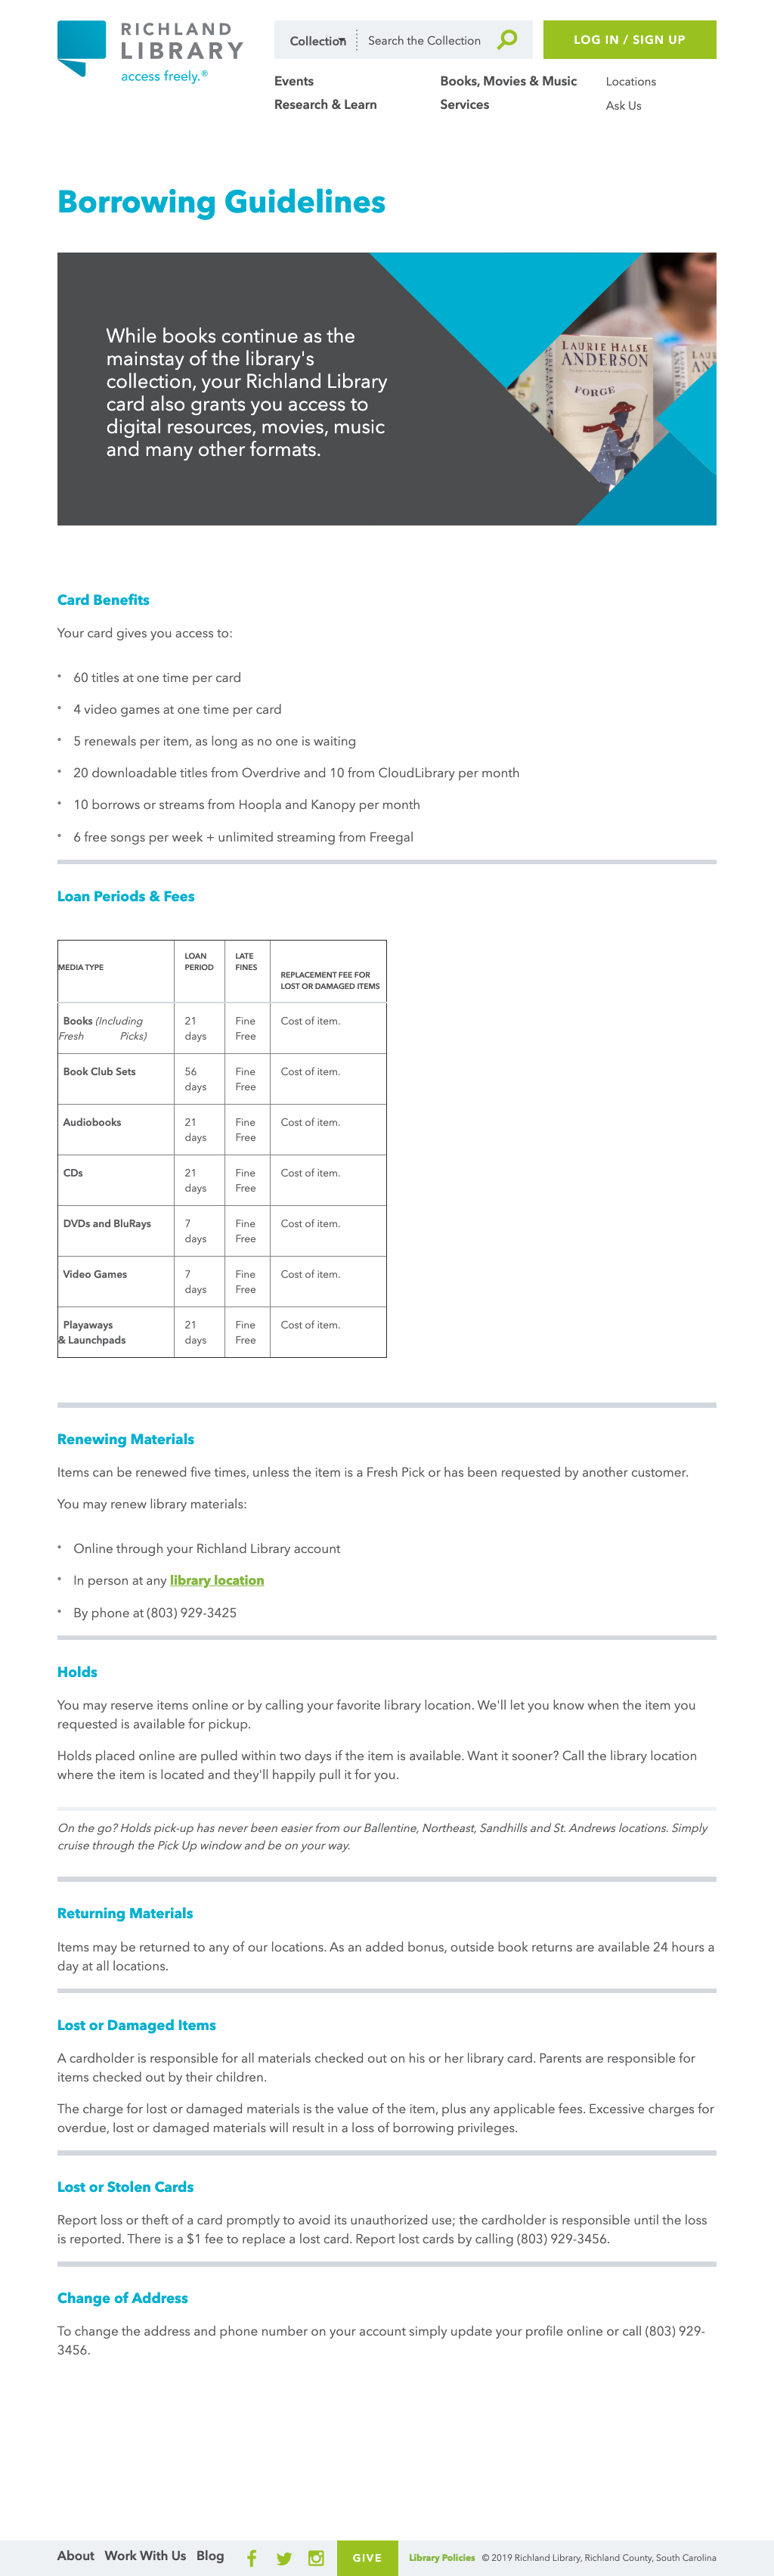 RICHLAND
LIBRARY
access freely.®
Collection
Search the Collection
LOG IN / SIGN UP
Events
Books, Movies & Music
Locations
Research & Learn
Services
Ask Us
Borrowing Guidelines
While books continue as the
mainstay of the library's
collection, your Richland Library
card also grants you access to
digital resources, movies, music
and many other formats.
LAURIE HALSE
ANDERSON
FORGE
Card Benefits
Your card gives you access to:
60 titles at one time per card
4 video games at one time per card
5 renewals per item, as long as no one is waiting
20 downloadable titles from Overdrive and 10 from CloudLibrary per month
10 borrows or streams from Hoopla and Kanopy per month
6 free songs per week + unlimited streaming from Freegal
Loan Periods & Fees
MEDIA TYPE
LOAN
PERIOD
LATE
FINES
REPLACEMENT FEE FOR
LOST OR DAMAGED ITEMS
Books (Including
Fresh Picks)
21
days
Fine
Free
Cost of item.
Book Club Sets
56
days
Fine
Free
Cost of item.
Audiobooks
21
days
Fine
Free
Cost of item.
CDs
21
days
Fine
Free
Cost of item.
DVDs and BluRays
7
days
Fine
Free
Cost of item.
Video Games
7
days
Fine
Free
Cost of item.
Playaways
& Launchpads
21
days
Fine
Free
Cost of item.
Renewing Materials
Items can be renewed five times, unless the item is a Fresh Pick or has been requested by another customer.
You may renew library materials:
Online through your Richland Library account
In person at any library location
By phone at (803) 929-3425
Holds
You may reserve items online or by calling your favorite library location. We'll let you know when the item you
requested is available for pickup.
Holds placed online are pulled within two days if the item is available. Want it sooner? Call the library location
where the item is located and they'll happily pull it for you.
On the go? Holds pick-up has never been easier from our Ballentine, Northeast, Sandhills and St. Andrews locations. Simply
cruise through the Pick Up window and be on your way.
Returning Materials
Items may be returned to any of our locations. As an added bonus, outside book returns are available 24 hours a
day at all locations.
Lost or Damaged Items
A cardholder is responsible for all materials checked out on his or her library card. Parents are responsible for
items checked out by their children.
The charge for lost or damaged materials is the value of the item, plus any applicable fees. Excessive charges for
overdue, lost or damaged materials will result in a loss of borrowing privileges.
Lost or Stolen Cards
Report loss or theft of a card promptly to avoid its unauthorized use; the cardholder is responsible until the loss
is reported. There is a $1 fee to replace a lost card. Report lost cards by calling (803) 929-3456.
Change of Address
To change the address and phone number on your account simply update your profile online or call (803) 929-
3456.
About Work With Us Blog
GIVE
Library Policies © 2019 Richland Library, Richland County, South Carolina